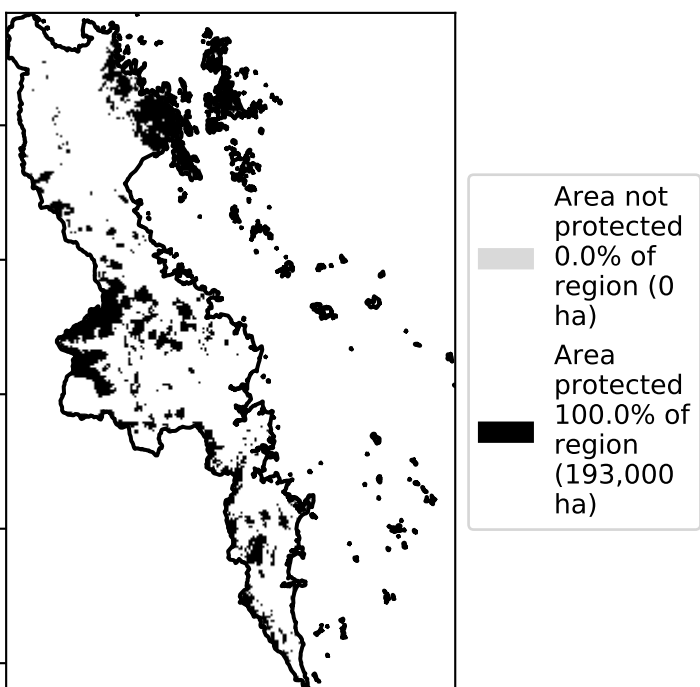 Area not
protected
0.0% of
region (0
ha)
Area
protected
100.0% of
region
(193,000
ha)